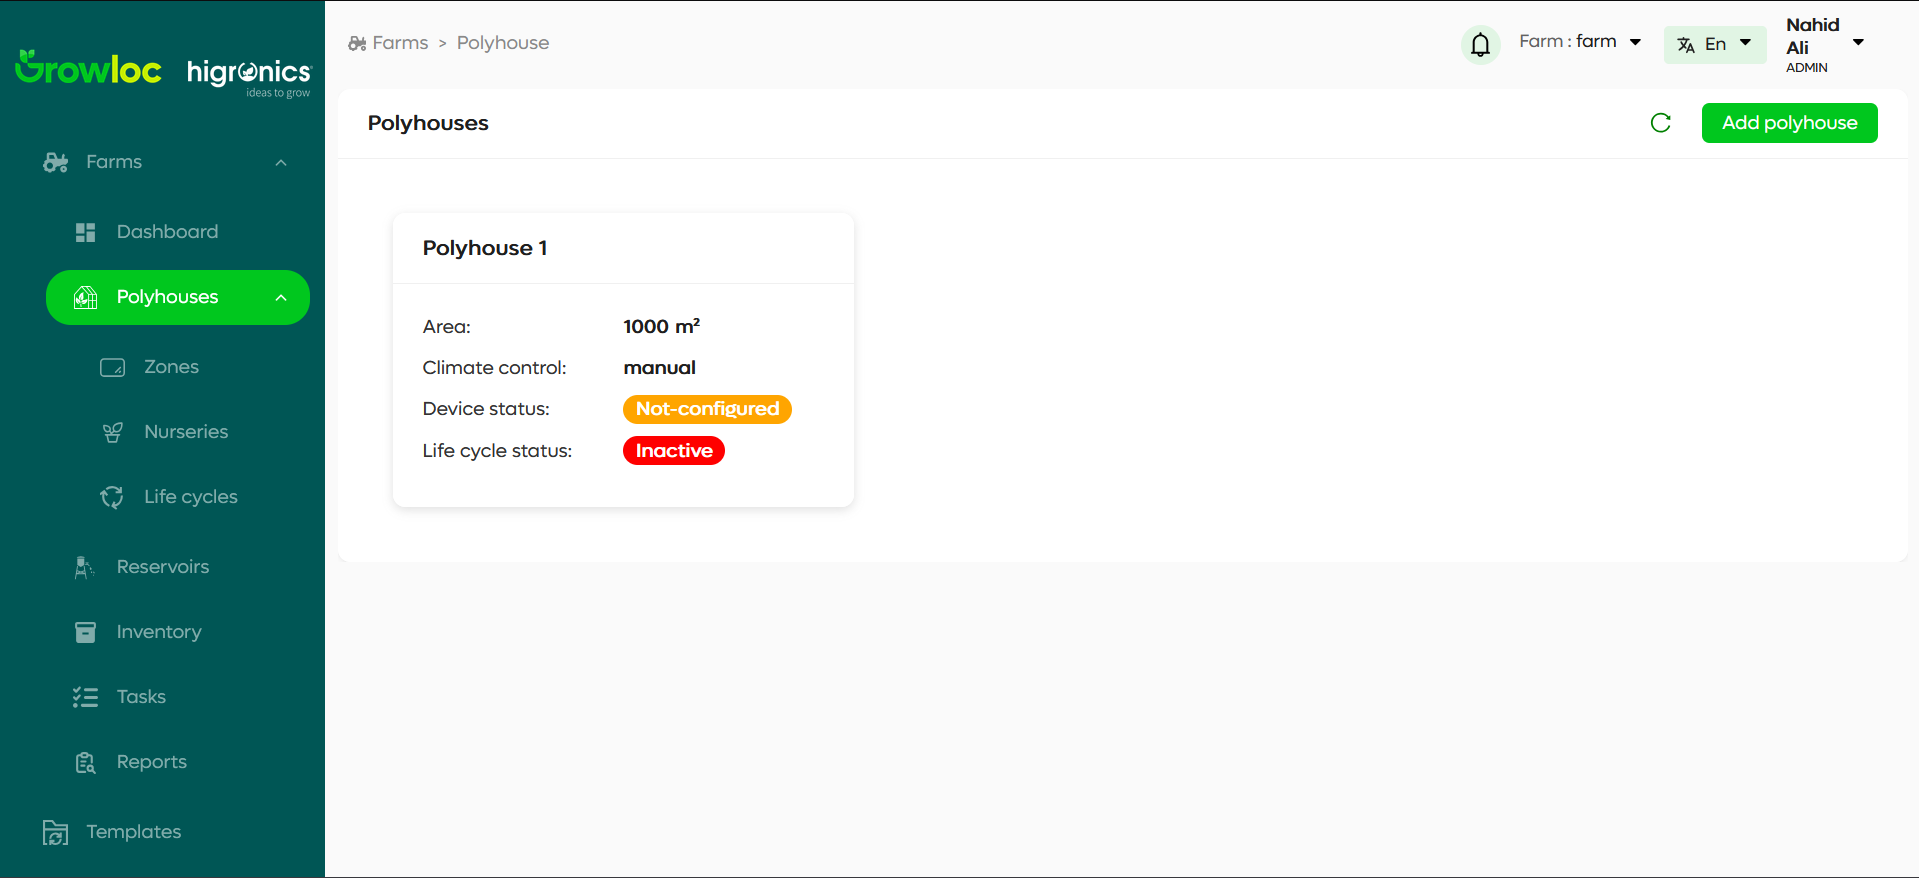 Growloc higronics
ideas to grow
Farms
Dashboard
Polyhouses
Zones
Nurseries
Life cycles
Reservoirs
Inventory
Tasks
Reports
Templates
Farms > Polyhouse
Farm : farm
En
Nahid
Ali
ADMIN
Polyhouses
Add polyhouse
Polyhouse 1
Area: 1000 m²
Climate control: manual
Device status: Not-configured
Life cycle status: Inactive